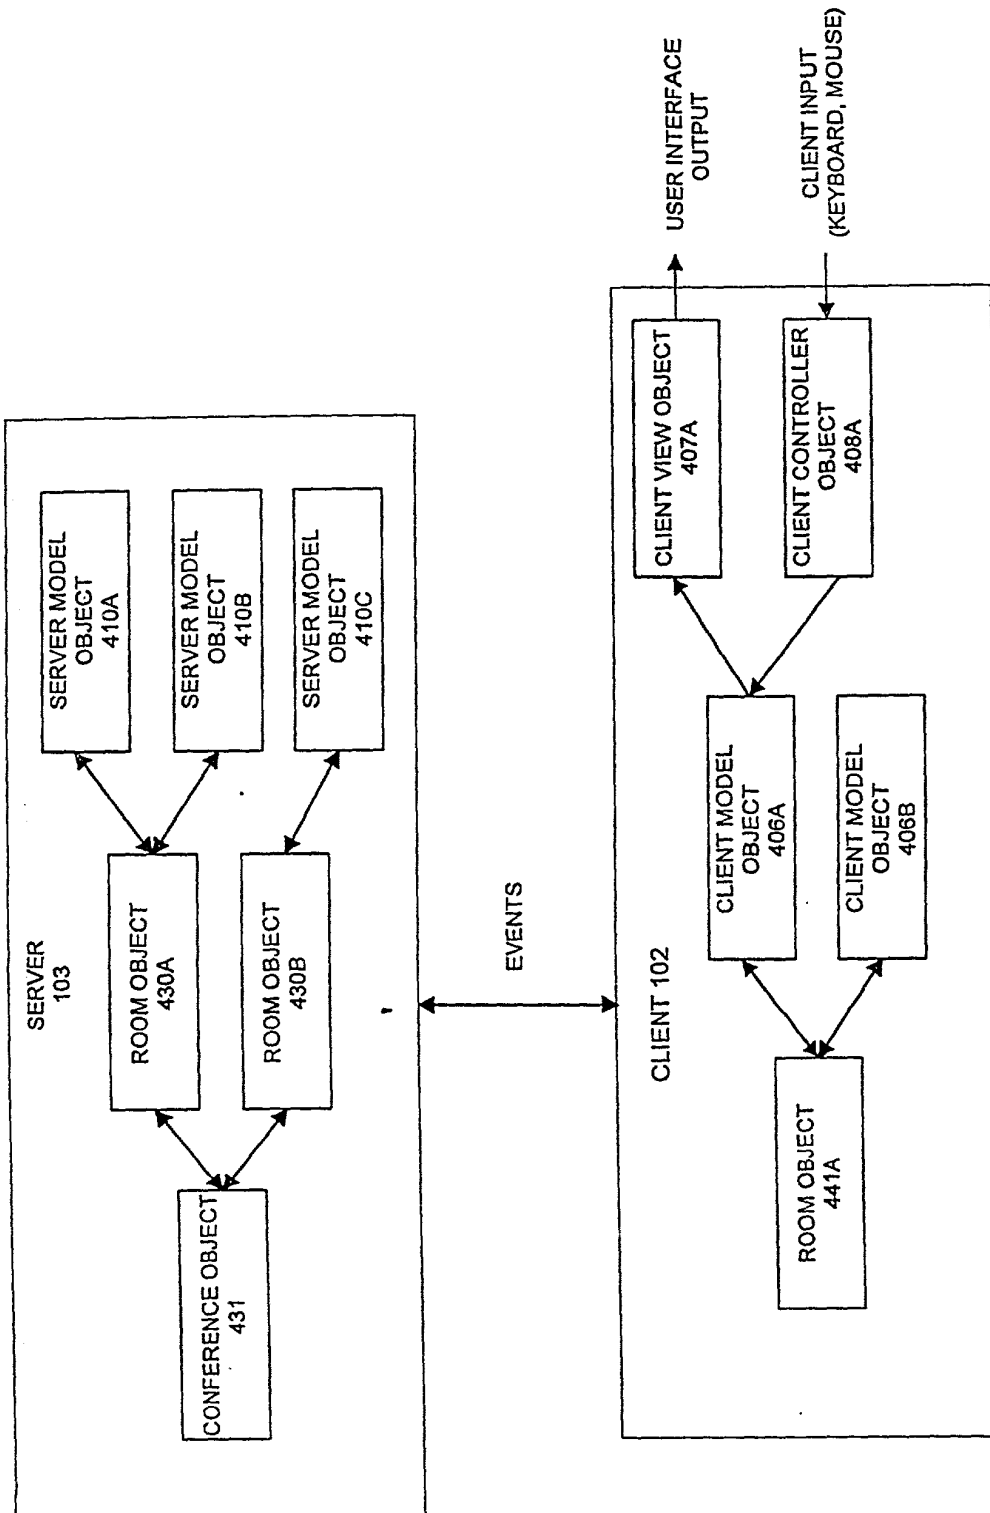 SERVER
103
CONFERENCE OBJECT
431
ROOM OBJECT
430A
ROOM OBJECT
430B
SERVER MODEL
OBJECT
410A
SERVER MODEL
OBJECT
410B
SERVER MODEL
OBJECT
410C
EVENTS
CLIENT 102
ROOM OBJECT
441A
CLIENT MODEL
OBJECT
406A
CLIENT MODEL
OBJECT
406B
CLIENT VIEW OBJECT
407A
CLIENT CONTROLLER
OBJECT
408A
USER INTERFACE
OUTPUT
CLIENT INPUT
(KEYBOARD, MOUSE)